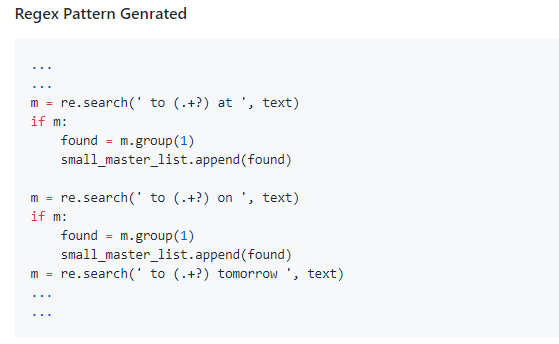 Regex Pattern Genrated
...
...
m = re.search(' to (.+?) at ', text)
if m:
    found = m.group(1)
    small_master_list.append(found)

m = re.search(' to (.+?) on ', text)
if m:
    found = m.group(1)
    small_master_list.append(found)
m = re.search(' to (.+?) tomorrow ', text)
...
...